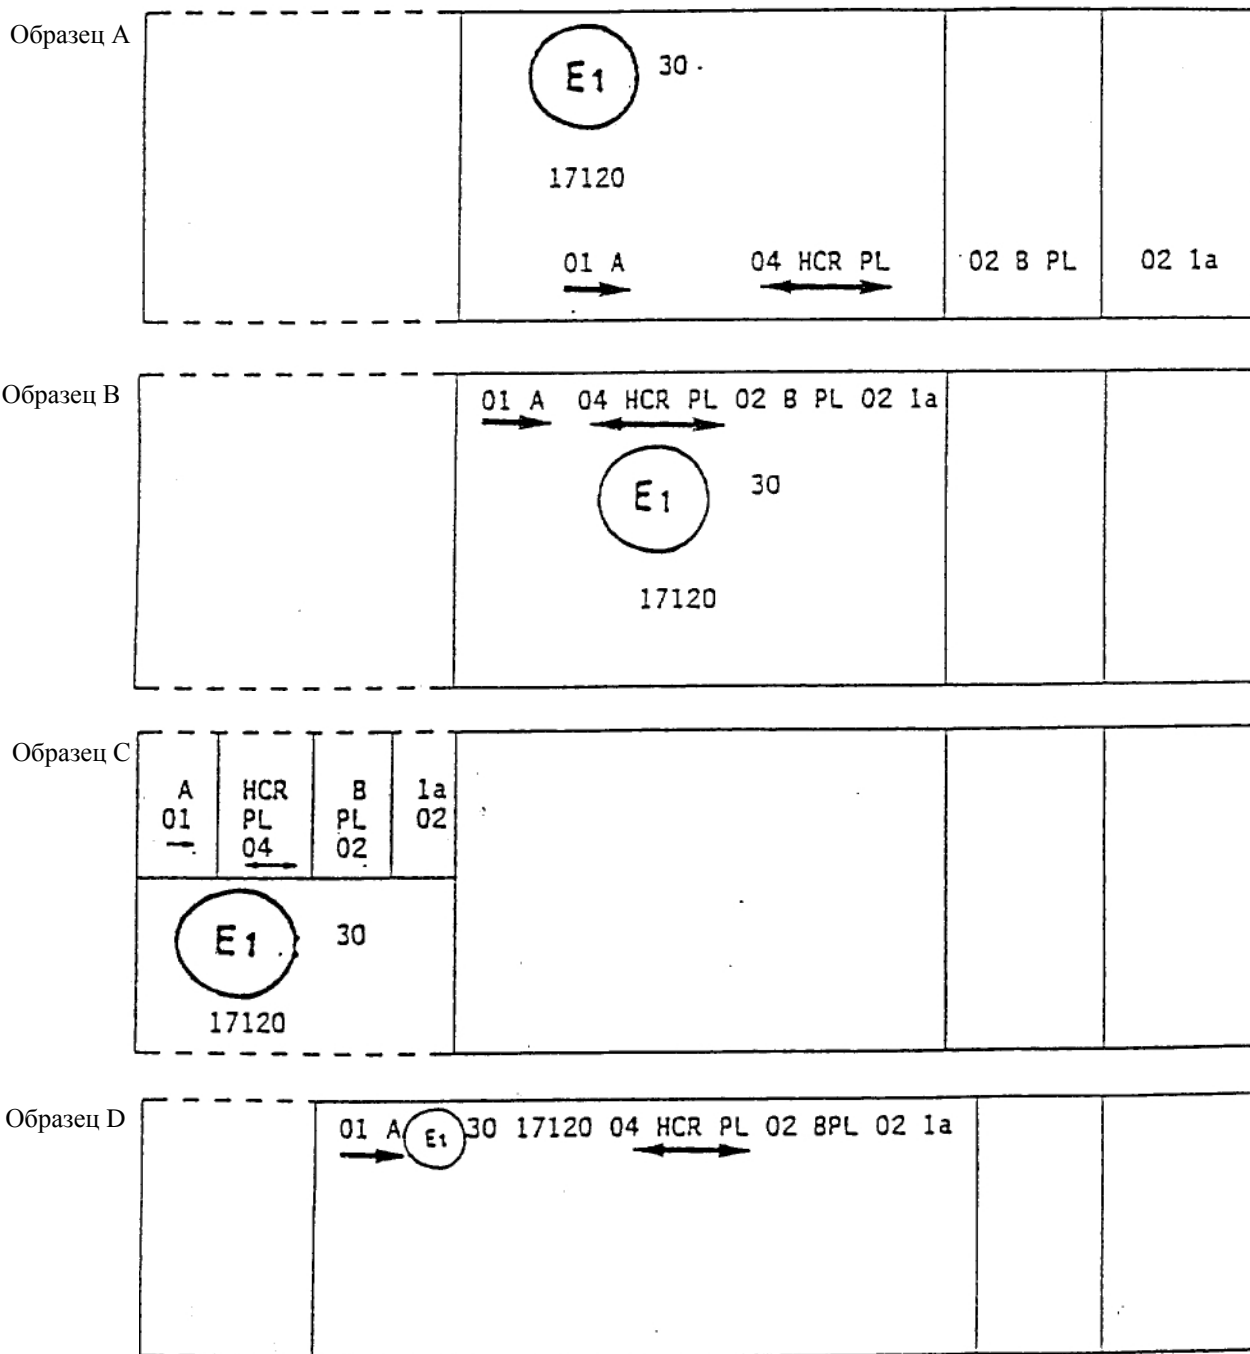 Образец A
E1 30
17120
01 A 04 HCR PL 02 B PL 02 1a
Образец B
01 A 04 HCR PL 02 B PL 02 1a
E1 30
17120
Образец C
A HCR B 1a
01 PL PL 02
04 02
E1 30
17120
Образец D
01 A E1 30 17120 04 HCR PL 02 BPL 02 1a